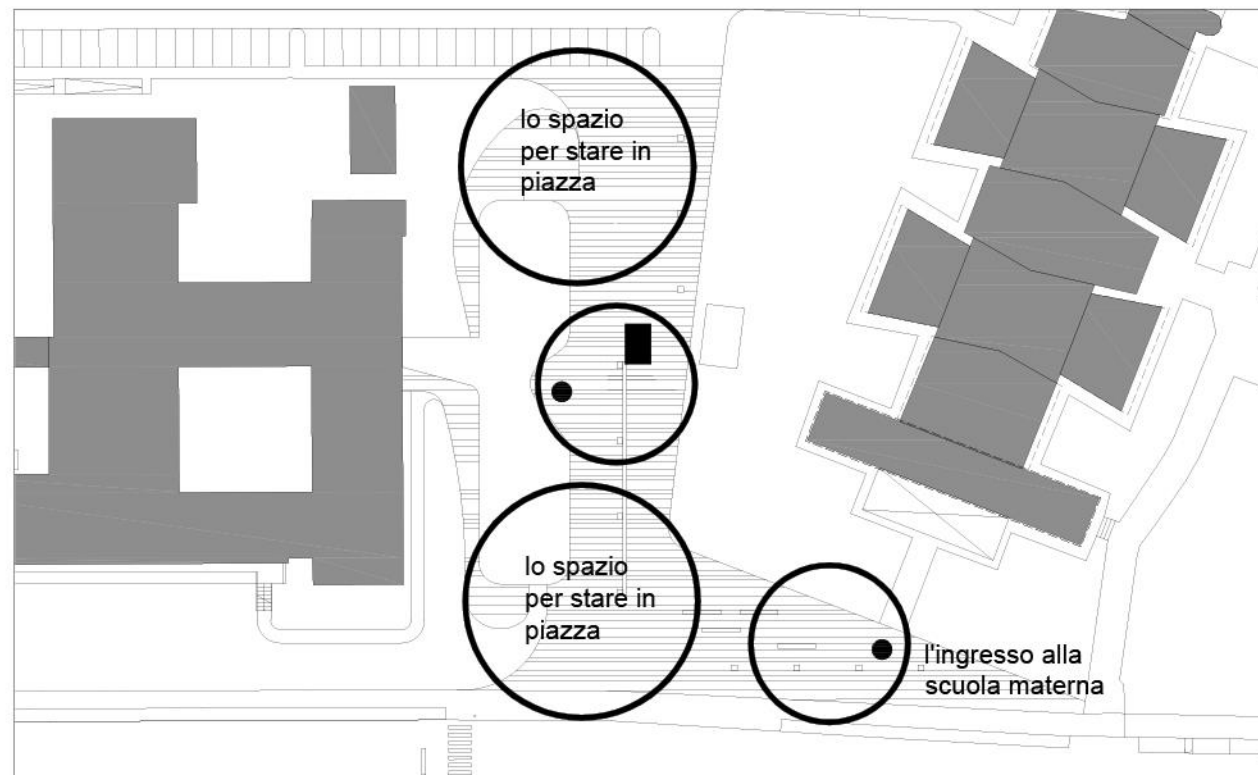 lo spazio
per stare in
piazza
lo spazio
per stare in
piazza
l'ingresso alla
scuola materna